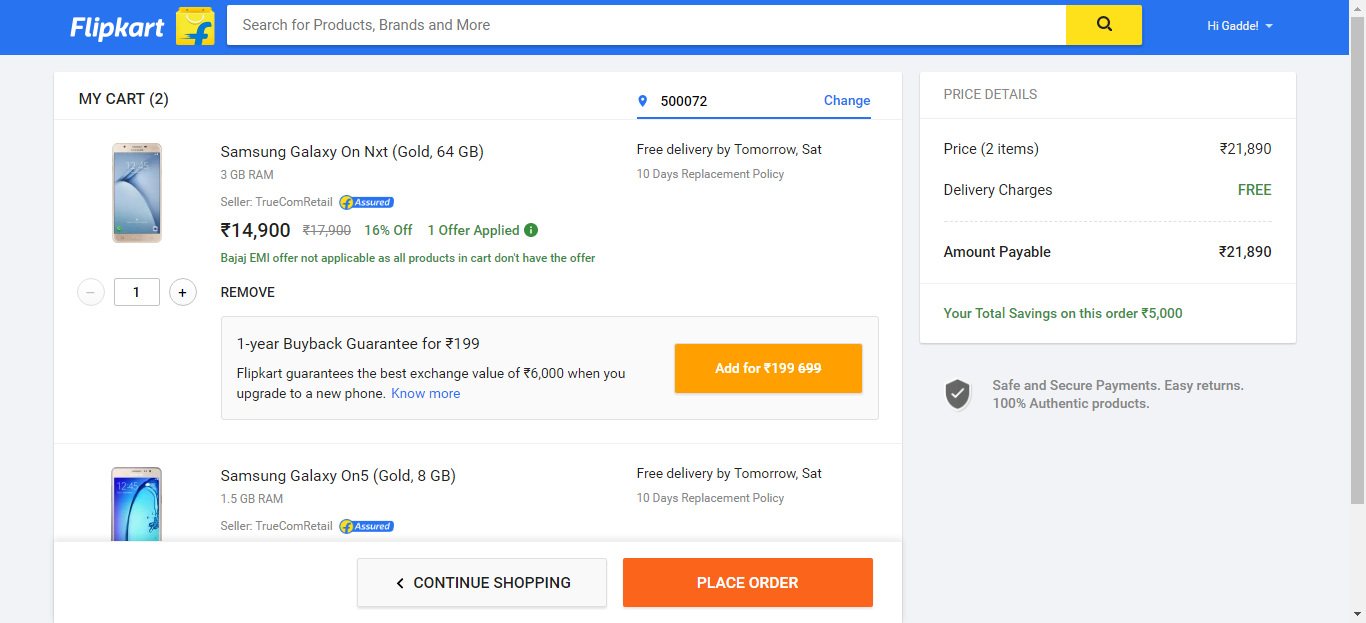 Flipkart
Search for Products, Brands and More
Hi Gadde!
MY CART (2)
500072
Change
Samsung Galaxy On Nxt (Gold, 64 GB)
3 GB RAM
Seller: TrueComRetail Assured
₹14,900 ₹17,900 16% Off 1 Offer Applied
Bajaj EMI offer not applicable as all products in cart don't have the offer
Free delivery by Tomorrow, Sat
10 Days Replacement Policy
− 1 + REMOVE
1-year Buyback Guarantee for ₹199
Flipkart guarantees the best exchange value of ₹6,000 when you
upgrade to a new phone. Know more
Add for ₹199 699
Samsung Galaxy On5 (Gold, 8 GB)
1.5 GB RAM
Seller: TrueComRetail Assured
Free delivery by Tomorrow, Sat
10 Days Replacement Policy
CONTINUE SHOPPING
PLACE ORDER
PRICE DETAILS
Price (2 items) ₹21,890
Delivery Charges FREE
Amount Payable ₹21,890
Your Total Savings on this order ₹5,000
Safe and Secure Payments. Easy returns.
100% Authentic products.